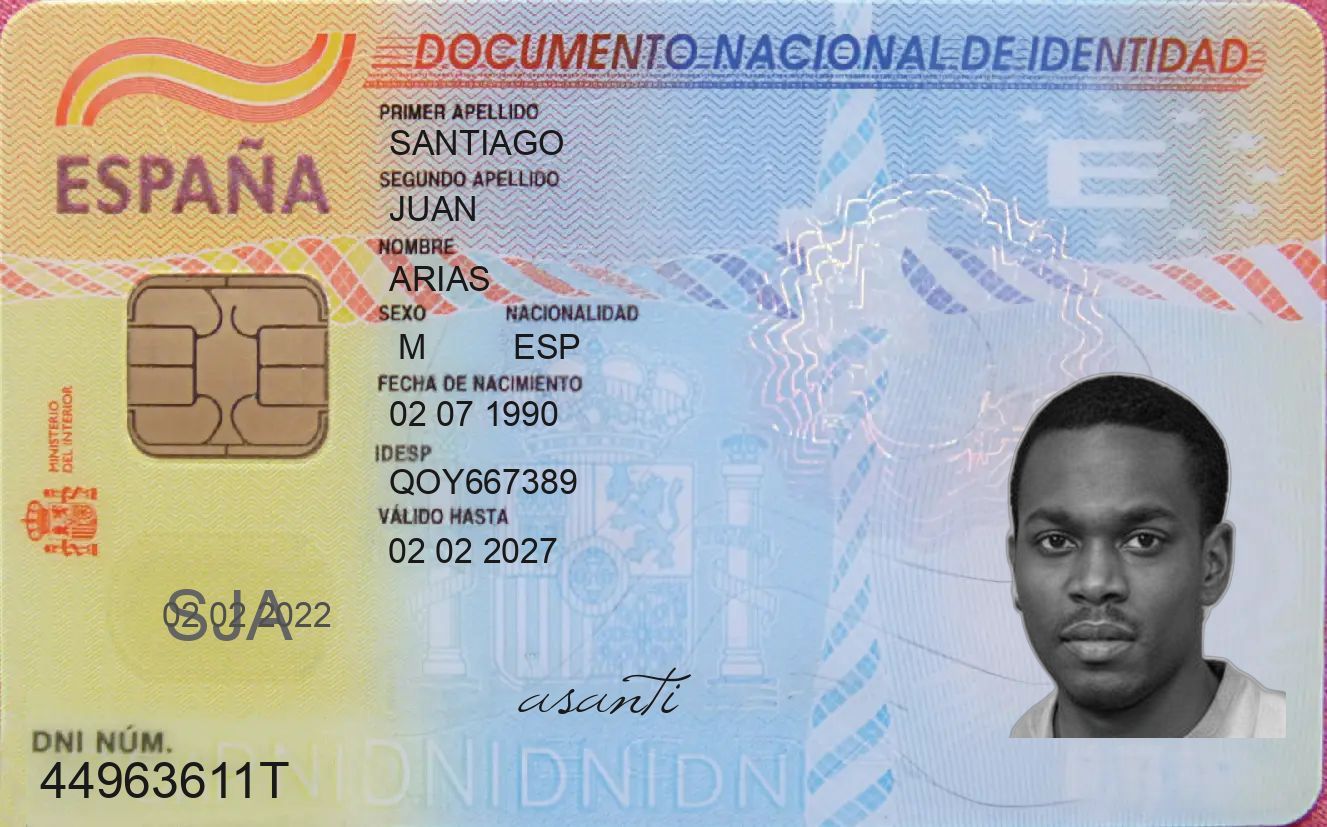 DOCUMENTO NACIONAL DE IDENTIDAD
ESPAÑA
E
PRIMER APELLIDO
SANTIAGO
SEGUNDO APELLIDO
JUAN
NOMBRE
ARIAS
SEXO NACIONALIDAD
M ESP
FECHA DE NACIMIENTO
02 07 1990
IDESP
QOY667389
VÁLIDO HASTA
02 02 2027
MINISTERIO
DEL INTERIOR
SJA
02 02 2022
asanti
DNI NÚM.
44963611T
DNIDNIDNIDNI